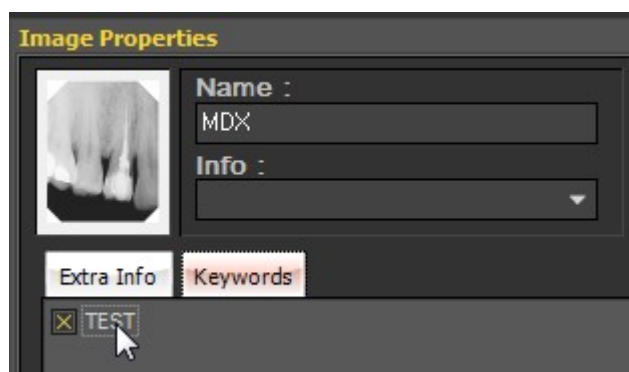 Image Properties
Name :
MDX
Info :
Extra Info
Keywords
TEST